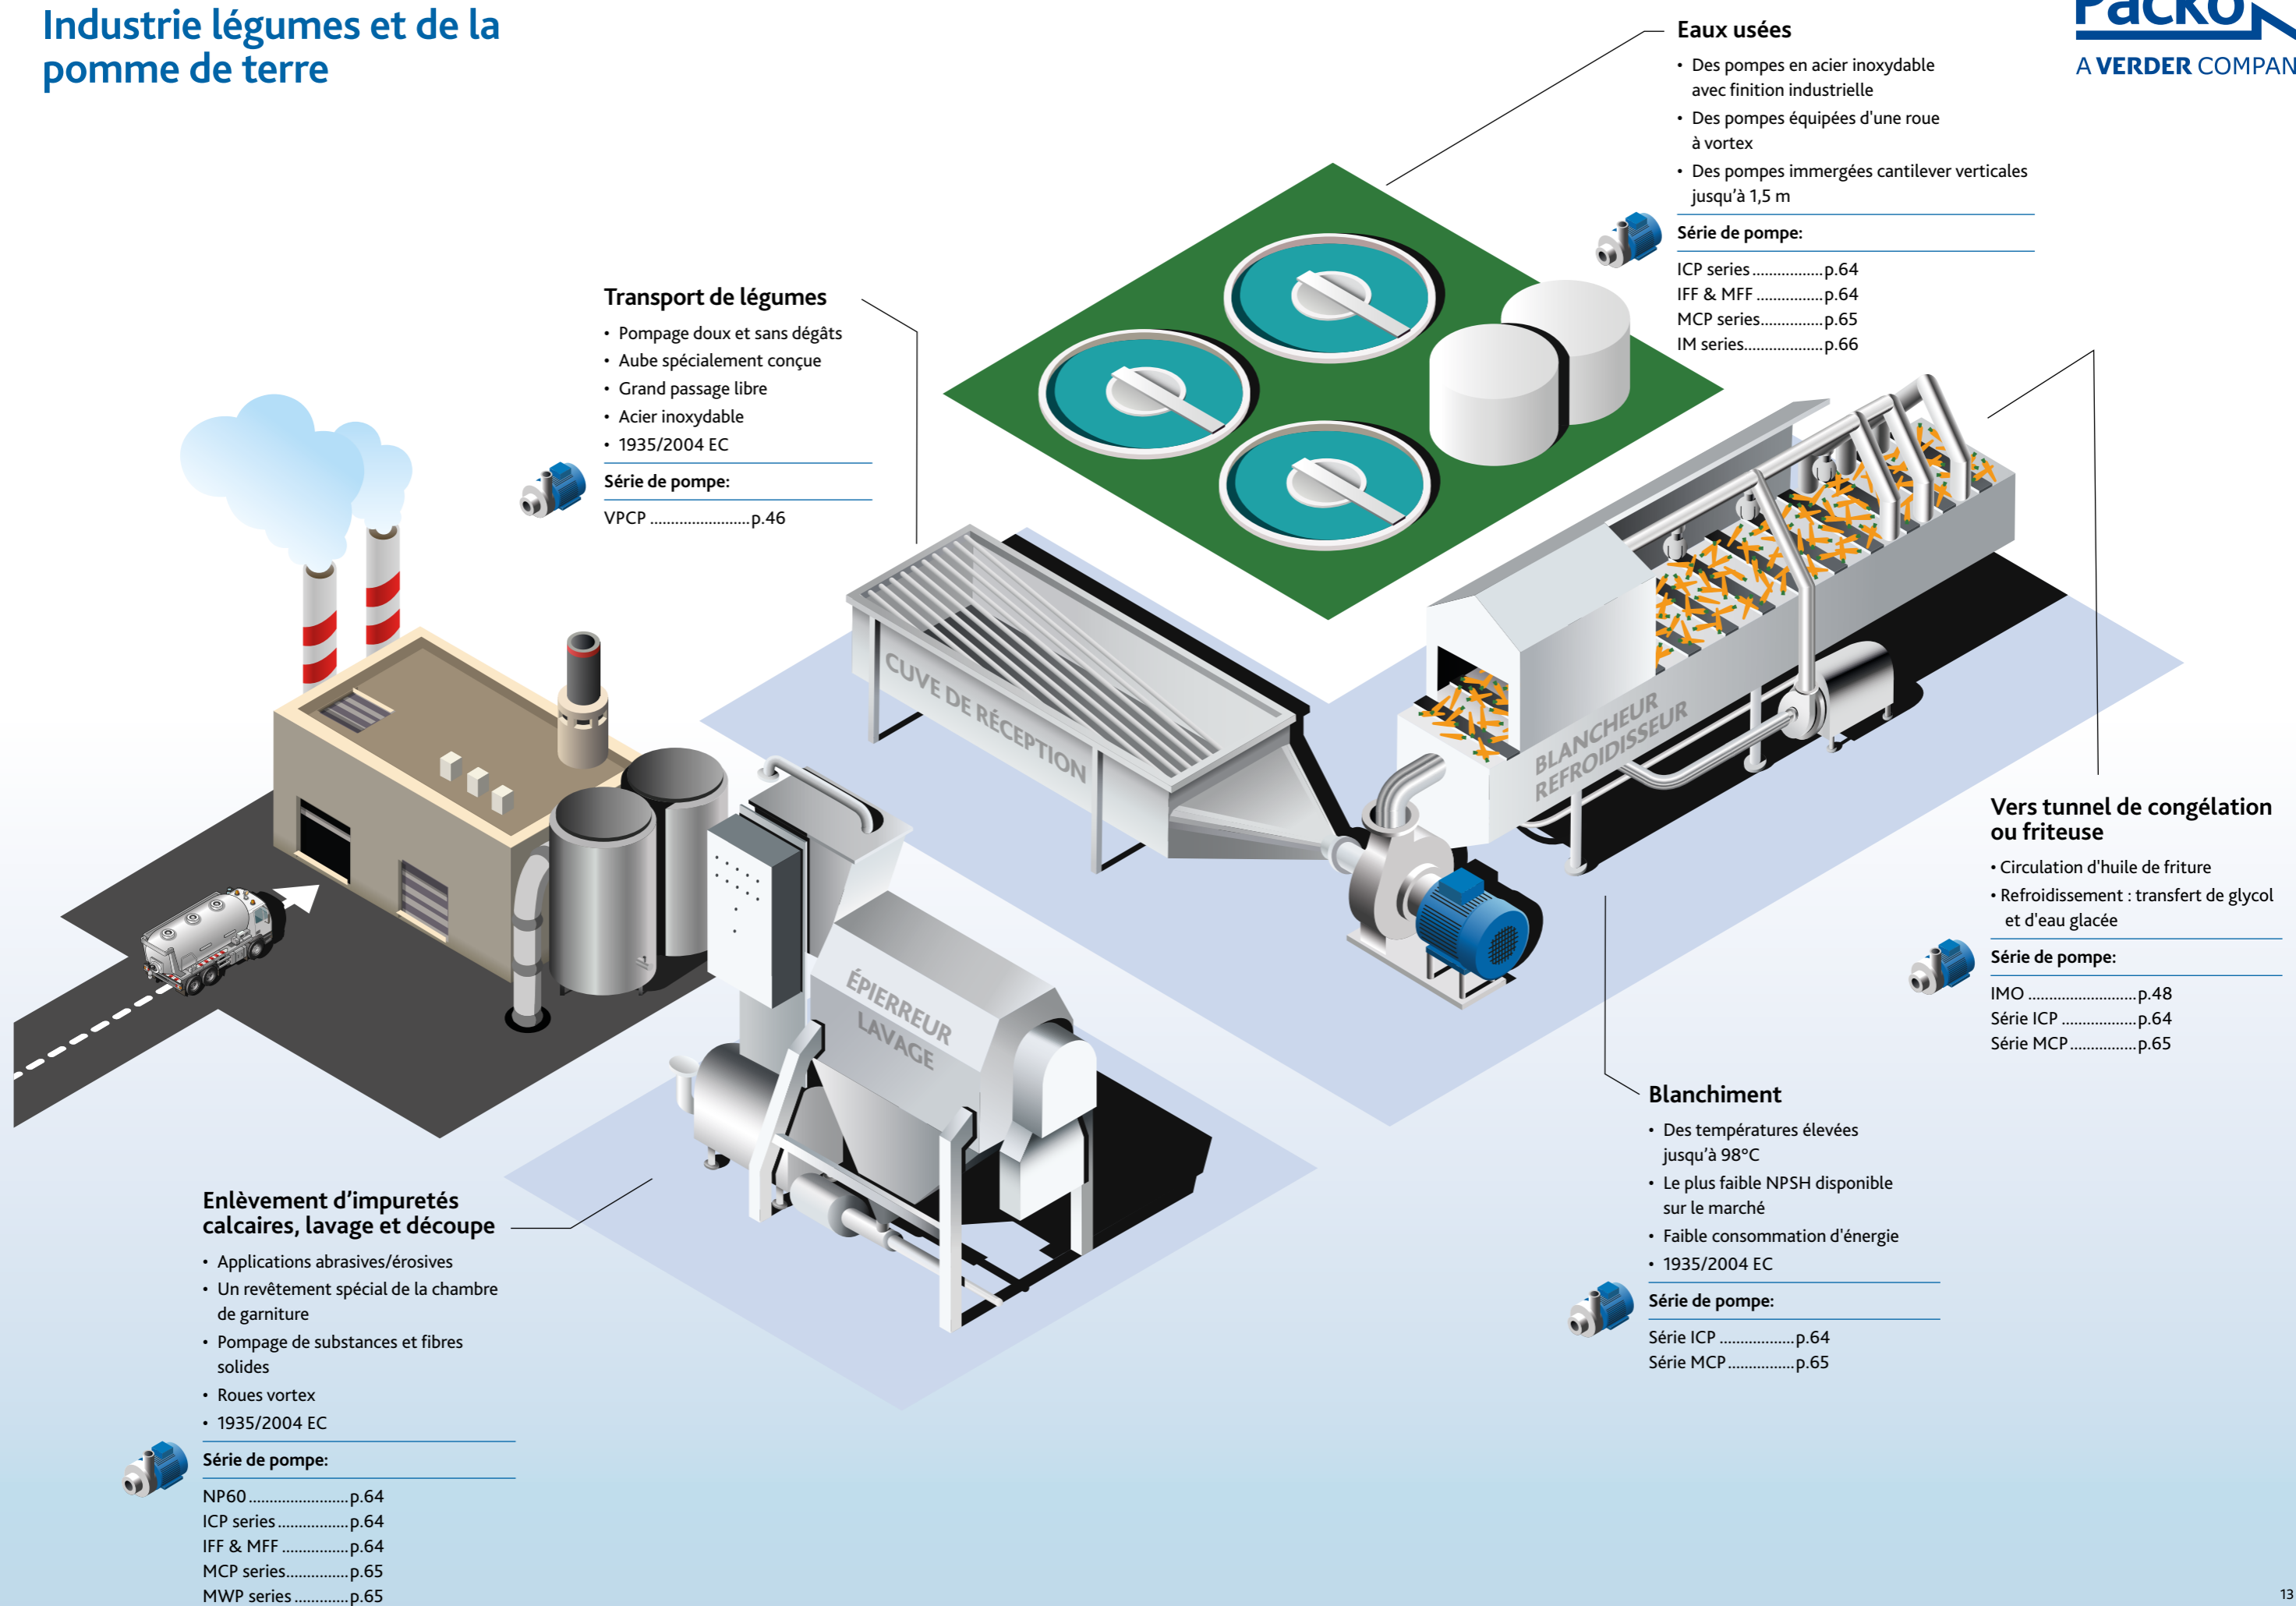 Industrie légumes et de la
pomme de terre
Packo
A VERDER COMPAN
Eaux usées
• Des pompes en acier inoxydable
avec finition industrielle
• Des pompes équipées d'une roue
à vortex
• Des pompes immergées cantilever verticales
jusqu'à 1,5 m
Série de pompe:
ICP series.................p.64
IFF & MFF ................p.64
MCP series...............p.65
IM series...................p.66
Transport de légumes
• Pompage doux et sans dégâts
• Aube spécialement conçue
• Grand passage libre
• Acier inoxydable
• 1935/2004 EC
Série de pompe:
VPCP ........................p.46
CUVE DE RÉCEPTION
BLANCHEUR
REFROIDISSEUR
ÉPIERREUR
LAVAGE
Vers tunnel de congélation
ou friteuse
• Circulation d'huile de friture
• Refroidissement : transfert de glycol
et d'eau glacée
Série de pompe:
IMO ..........................p.48
Série ICP ..................p.64
Série MCP................p.65
Blanchiment
• Des températures élevées
jusqu'à 98°C
• Le plus faible NPSH disponible
sur le marché
• Faible consommation d'énergie
• 1935/2004 EC
Série de pompe:
Série ICP ..................p.64
Série MCP................p.65
Enlèvement d’impuretés
calcaires, lavage et découpe
• Applications abrasives/érosives
• Un revêtement spécial de la chambre
de garniture
• Pompage de substances et fibres
solides
• Roues vortex
• 1935/2004 EC
Série de pompe:
NP60........................p.64
ICP series.................p.64
IFF & MFF ................p.64
MCP series...............p.65
MWP series.............p.65
13